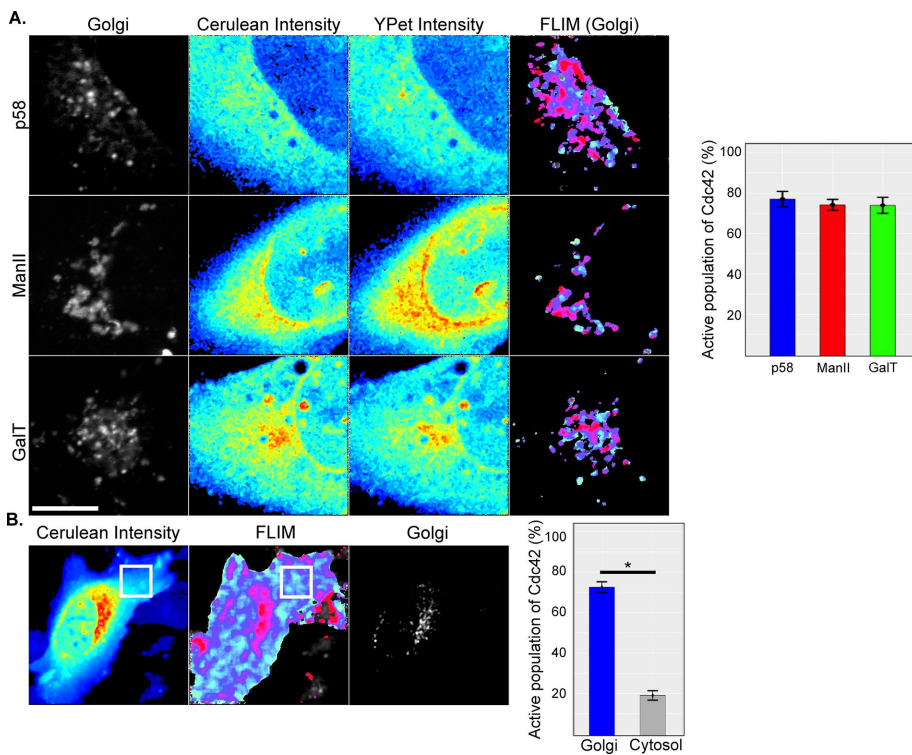 A.
Golgi Cerulean Intensity YPet Intensity FLIM (Golgi)
p58
ManII
GalT
Active population of Cdc42 (%)
100
80
60
40
20
p58 ManII GalT
B.
Cerulean Intensity FLIM Golgi
Active population of Cdc42 (%)
100
80
60
40
20
*
Golgi Cytosol